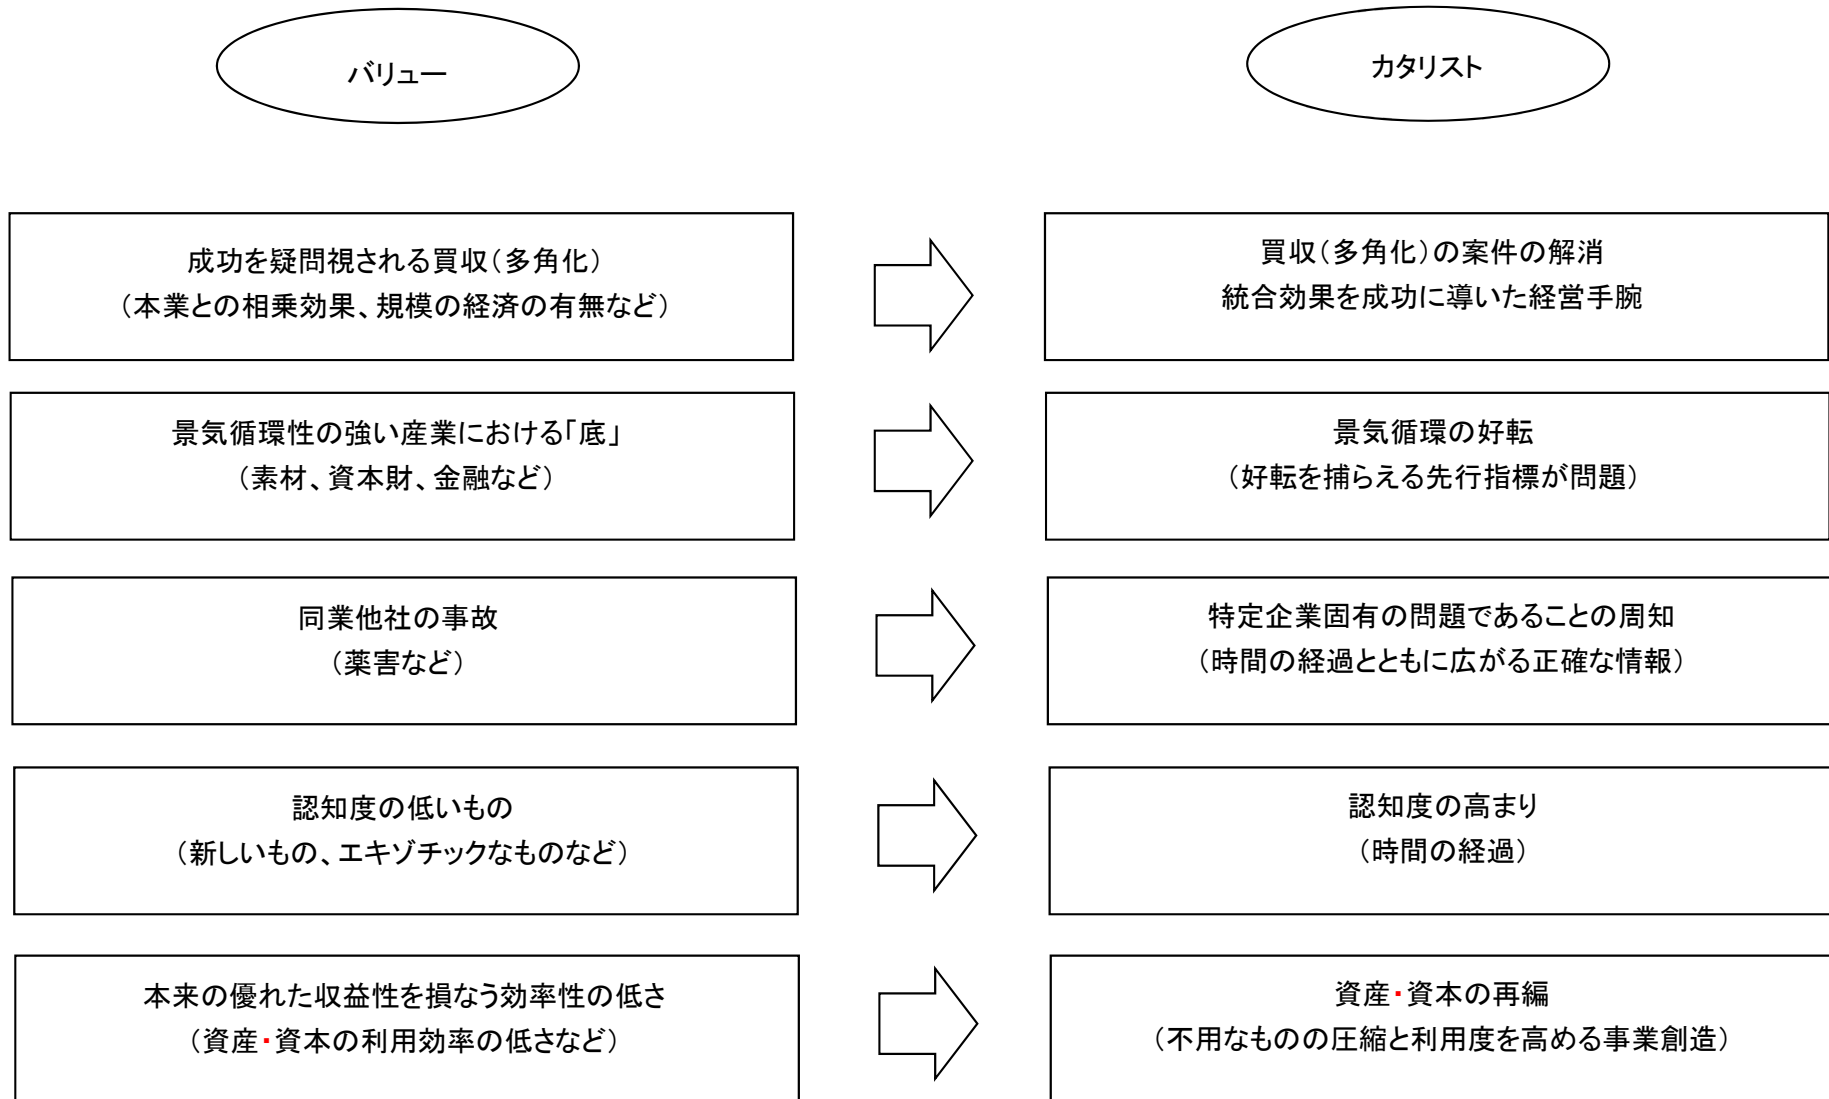 バリュー
カタリスト
成功を疑問視される買収（多角化）
（本業との相乗効果、規模の経済の有無など）
買収（多角化）の案件の解消
統合効果を成功に導いた経営手腕
景気循環性の強い産業における「底」
（素材、資本財、金融など）
景気循環の好転
（好転を捕らえる先行指標が問題）
同業他社の事故
（薬害など）
特定企業固有の問題であることの周知
（時間の経過とともに広がる正確な情報）
認知度の低いもの
（新しいもの、エキゾチックなものなど）
認知度の高まり
（時間の経過）
本来の優れた収益性を損なう効率性の低さ
（資産・資本の利用効率の低さなど）
資産・資本の再編
（不用なものの圧縮と利用度を高める事業創造）